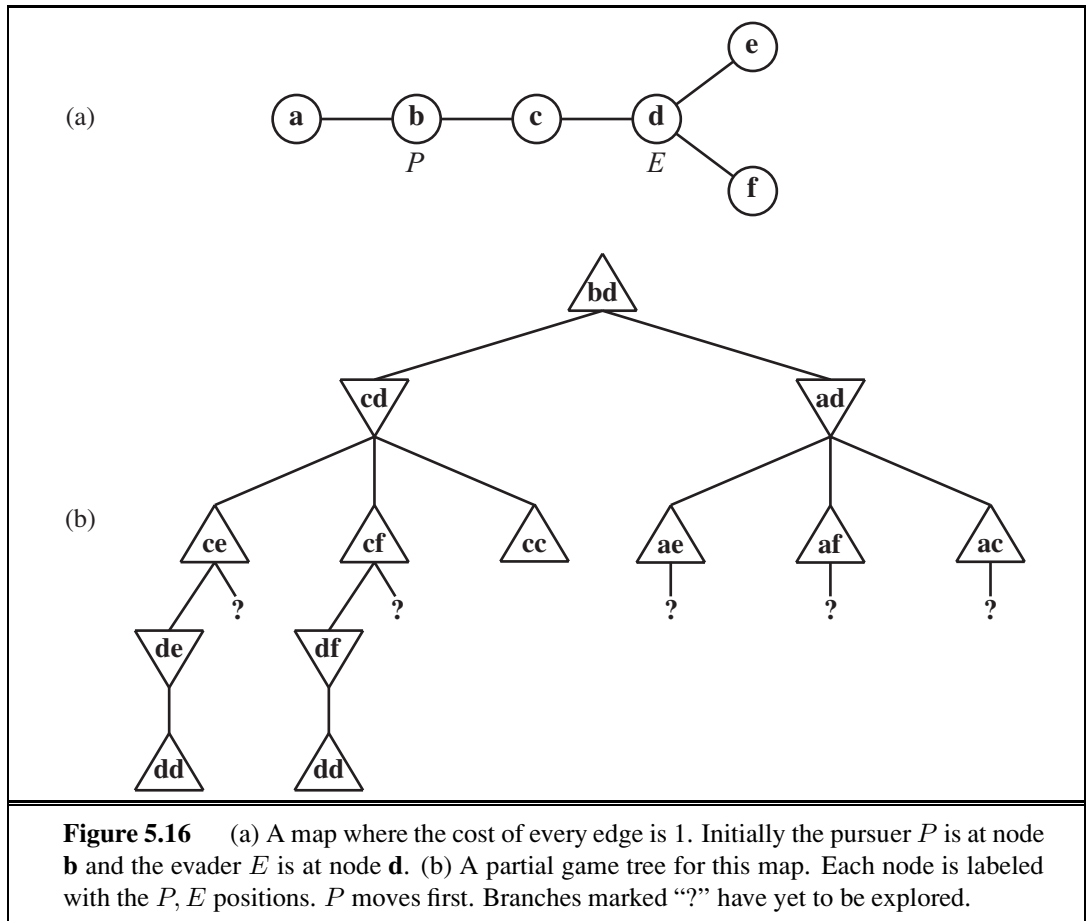 (a)
a b c d e f
P E
bd
cd ad
(b)
ce cf cc ae af ac
? ? ? ? ?
de df
dd dd
Figure 5.16 (a) A map where the cost of every edge is 1. Initially the pursuer P is at node
b and the evader E is at node d. (b) A partial game tree for this map. Each node is labeled
with the P, E positions. P moves first. Branches marked “?” have yet to be explored.